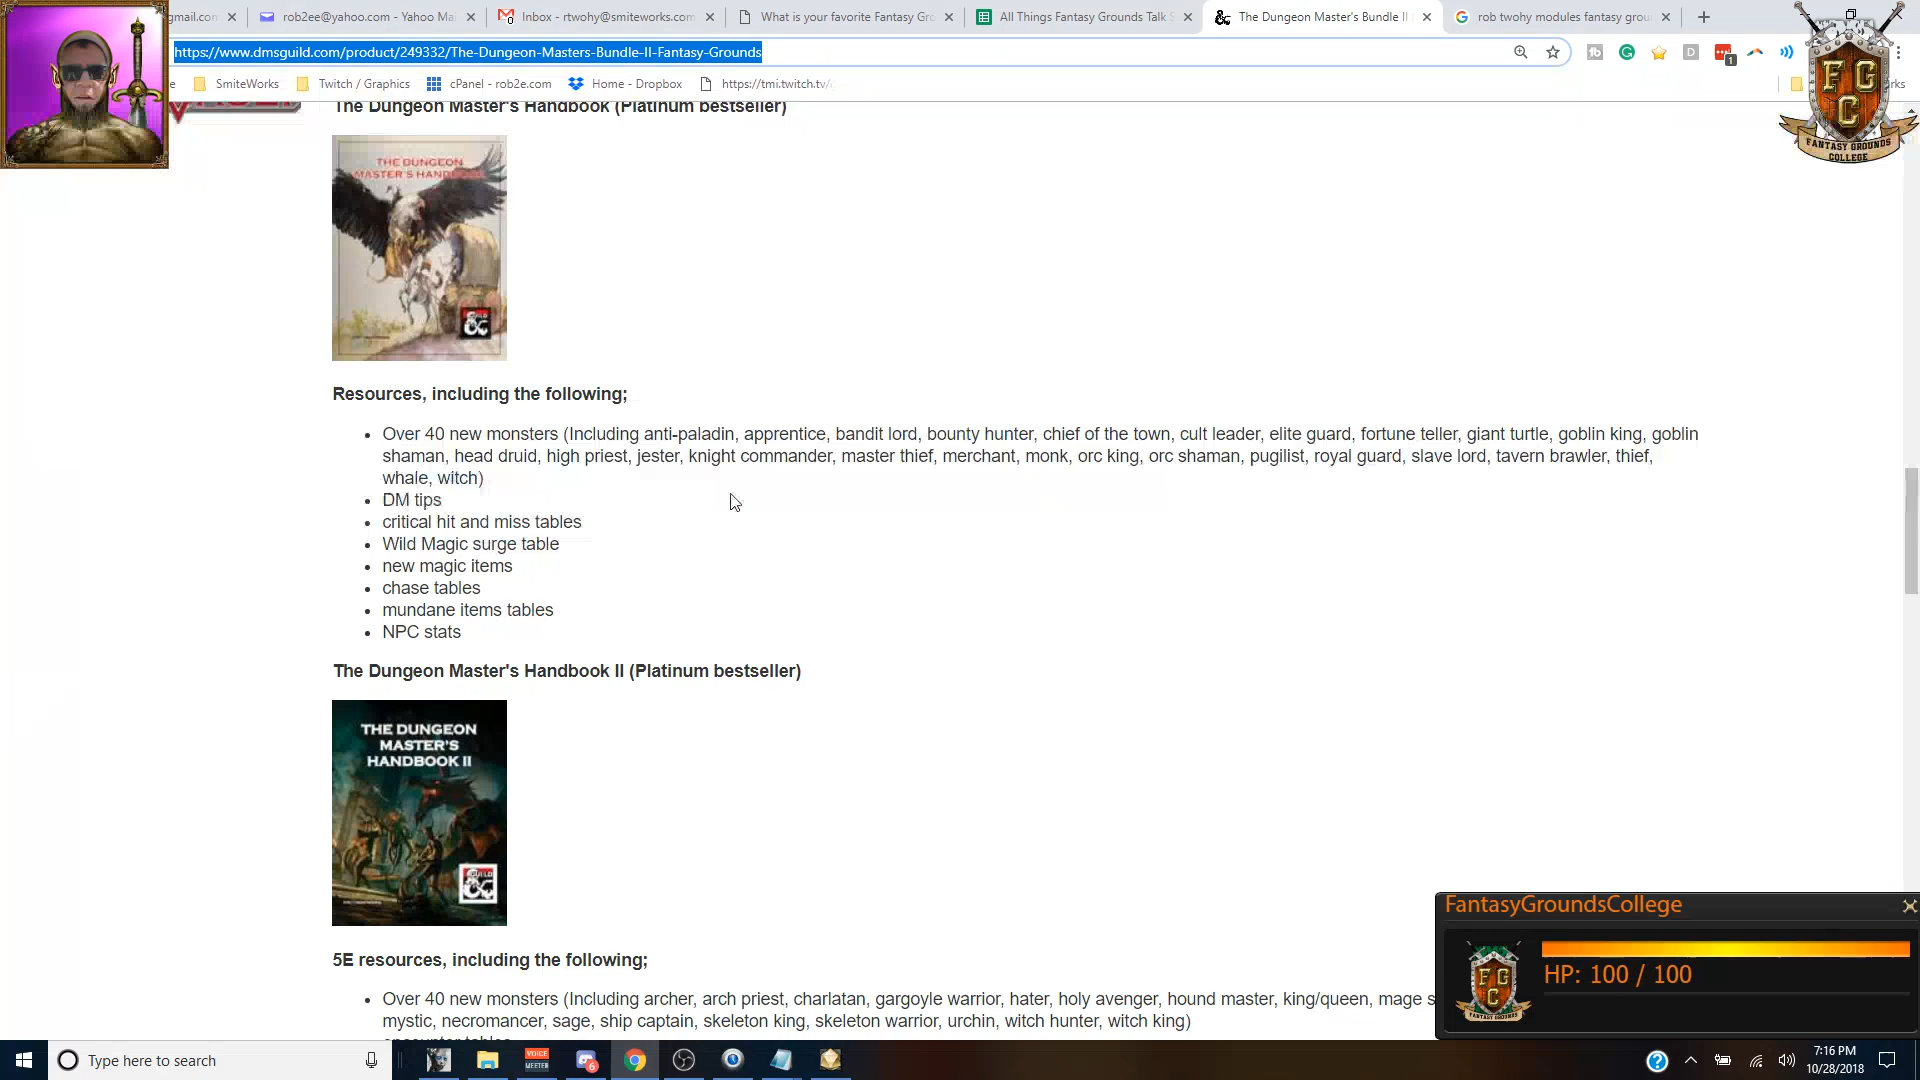 gmail.con
rob2ee@yahoo.com - Yahoo Ma
Inbox - rtwohy@smiteworks.com
What is your favorite Fantasy Gro
All Things Fantasy Grounds Talk S
The Dungeon Master's Bundle II
rob twohy modules fantasy grou
https://www.dmsguild.com/product/249332/The-Dungeon-Masters-Bundle-II-Fantasy-Grounds
SmiteWorks
Twitch / Graphics
cPanel - rob2e.com
Home - Dropbox
https://tmi.twitch.tv/g
rks
FGC
FANTASY GROUNDS
COLLEGE
The Dungeon Master's Handbook (Platinum bestseller)
THE DUNGEON
MASTER'S HANDBOOK
Resources, including the following;
• Over 40 new monsters (Including anti-paladin, apprentice, bandit lord, bounty hunter, chief of the town, cult leader, elite guard, fortune teller, giant turtle, goblin king, goblin
shaman, head druid, high priest, jester, knight commander, master thief, merchant, monk, orc king, orc shaman, pugilist, royal guard, slave lord, tavern brawler, thief,
whale, witch)
• DM tips
• critical hit and miss tables
• Wild Magic surge table
• new magic items
• chase tables
• mundane items tables
• NPC stats
The Dungeon Master's Handbook II (Platinum bestseller)
THE DUNGEON
MASTER'S
HANDBOOK II
5E resources, including the following;
• Over 40 new monsters (Including archer, arch priest, charlatan, gargoyle warrior, hater, holy avenger, hound master, king/queen, mage s
mystic, necromancer, sage, ship captain, skeleton king, skeleton warrior, urchin, witch hunter, witch king)
FantasyGroundsCollege
FGC
HP: 100 / 100
Type here to search
VOICE
MEETER
6
7:16 PM
10/28/2018